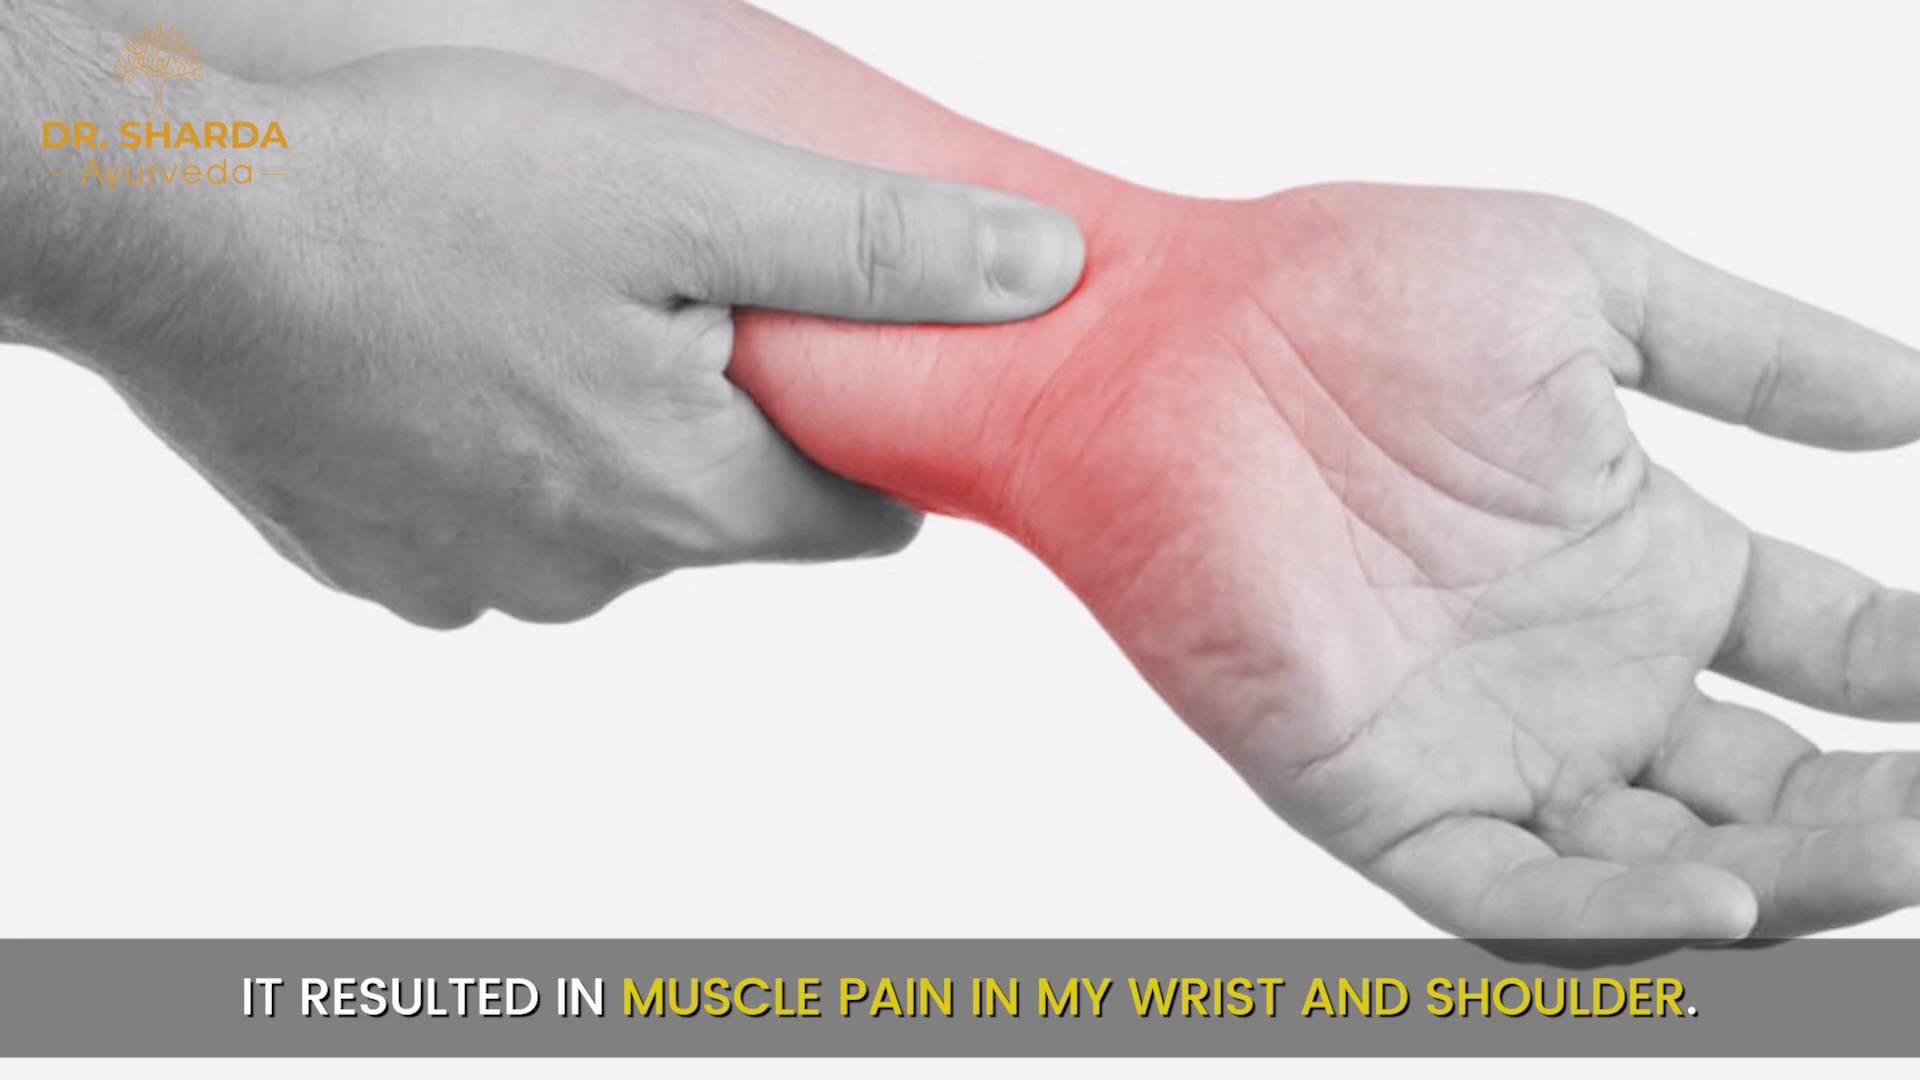 DR. SHARDA
Ayurveda
IT RESULTED IN MUSCLE PAIN IN MY WRIST AND SHOULDER.